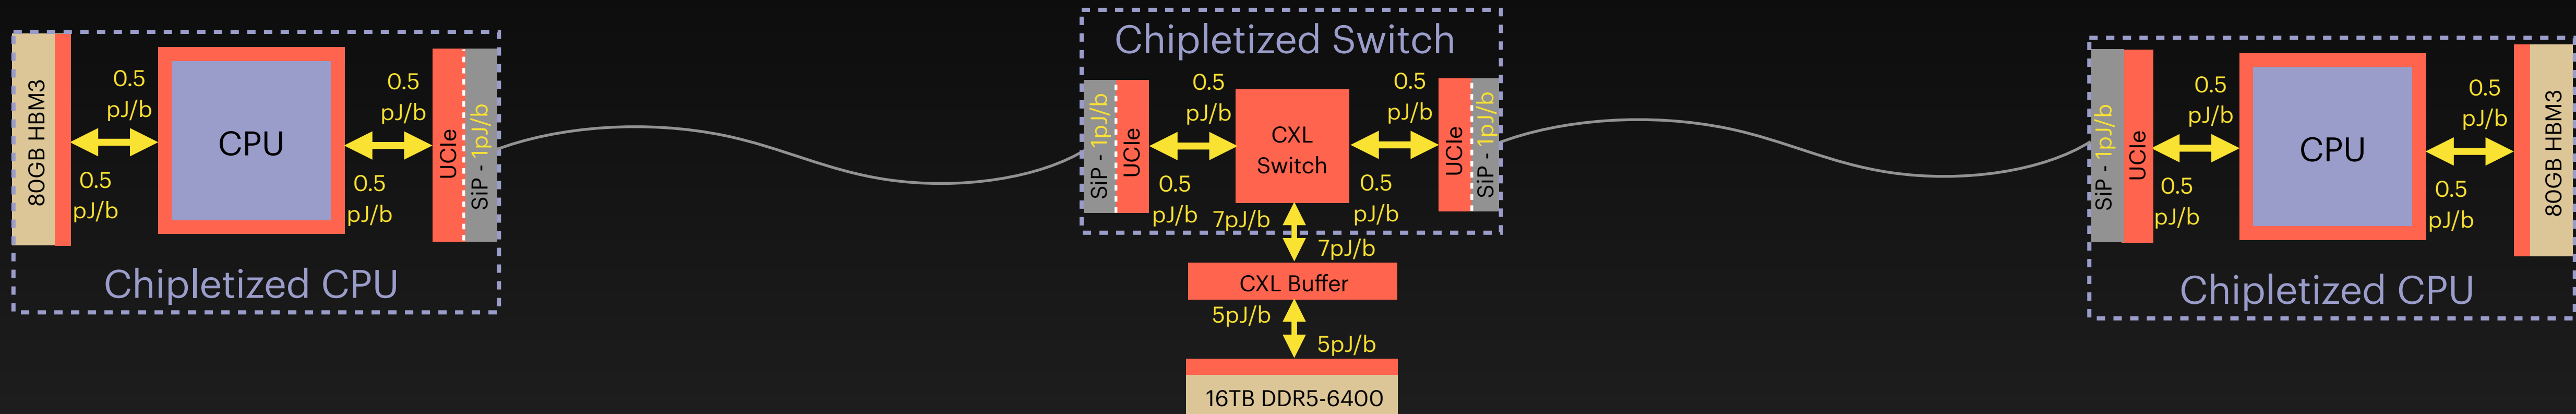 80GB HBM3
0.5
pJ/b
0.5
pJ/b
CPU
0.5
pJ/b
0.5
pJ/b
UCIe
SiP - 1pJ/b
Chipletized CPU
Chipletized Switch
SiP - 1pJ/b
UCIe
0.5
pJ/b
0.5
pJ/b
CXL
Switch
0.5
pJ/b
0.5
pJ/b
UCIe
SiP - 1pJ/b
7pJ/b
7pJ/b
CXL Buffer
5pJ/b
5pJ/b
16TB DDR5-6400
SiP - 1pJ/b
UCIe
0.5
pJ/b
0.5
pJ/b
CPU
0.5
pJ/b
0.5
pJ/b
80GB HBM3
Chipletized CPU